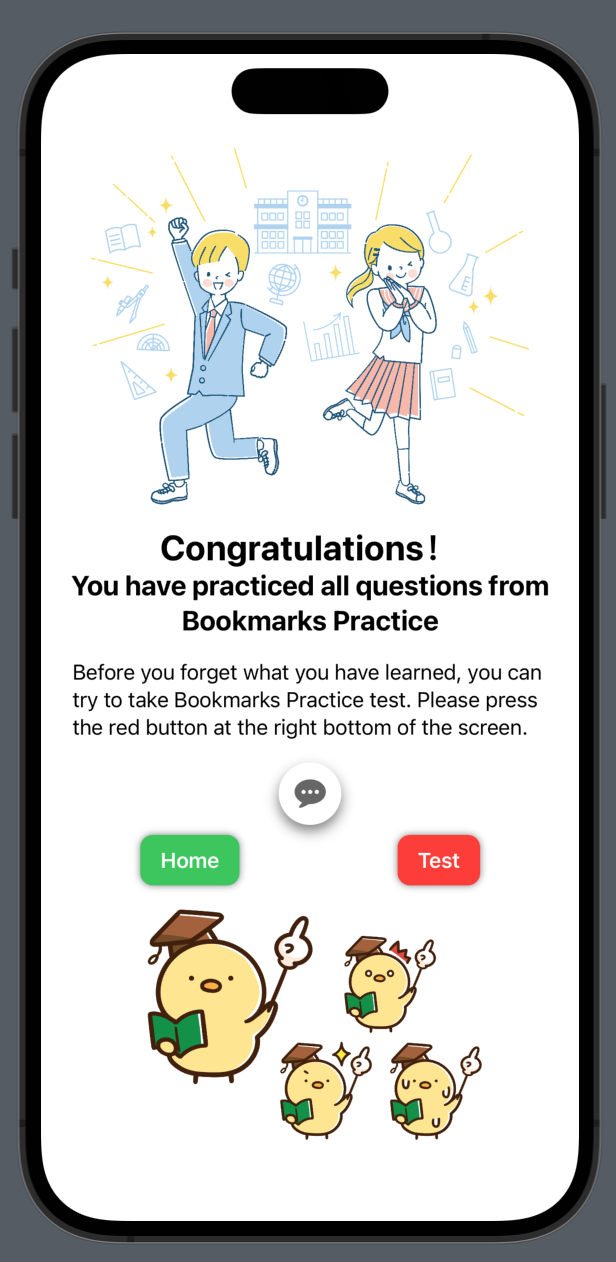 Congratulations！
You have practiced all questions from
Bookmarks Practice
Before you forget what you have learned, you can
try to take Bookmarks Practice test. Please press
the red button at the right bottom of the screen.
Home
Test